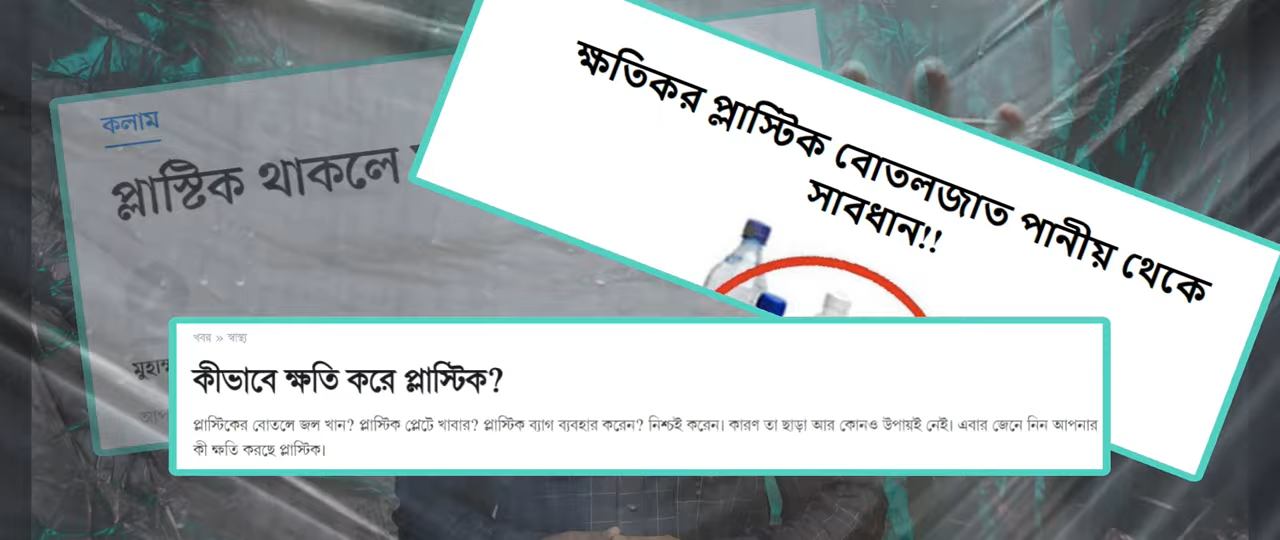 কলাম
প্লাস্টিক থাকলে
ক্ষতিকর প্লাস্টিক বোতলজাত পানীয় থেকে
সাবধান!!
খবর » স্বাস্থ্য
কীভাবে ক্ষতি করে প্লাস্টিক?
প্লাস্টিকের বোতলে জল খান? প্লাস্টিক প্লেটে খাবার? প্লাস্টিক ব্যাগ ব্যবহার করেন? নিশ্চই করেন। কারণ তা ছাড়া আর কোনও উপায়ই নেই। এবার জেনে নিন আপনার
কী ক্ষতি করছে প্লাস্টিক।